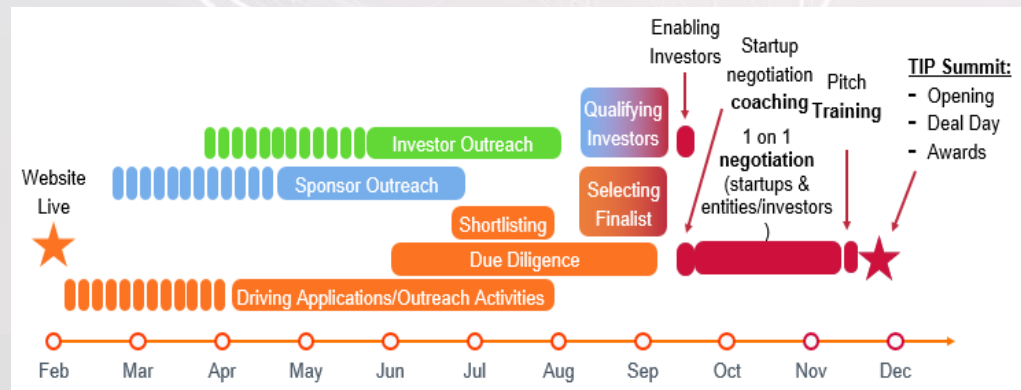 Enabling
Investors
Startup
negotiation
coaching
1 on 1
negotiation
(startups &
entities/investors
)
Pitch
Training
TIP Summit:
- Opening
- Deal Day
- Awards
Qualifying
Investors
Investor Outreach
Website
Live
Sponsor Outreach
Selecting
Finalist
Shortlisting
Due Diligence
Driving Applications/Outreach Activities
Feb Mar Apr May Jun Jul Aug Sep Oct Nov Dec